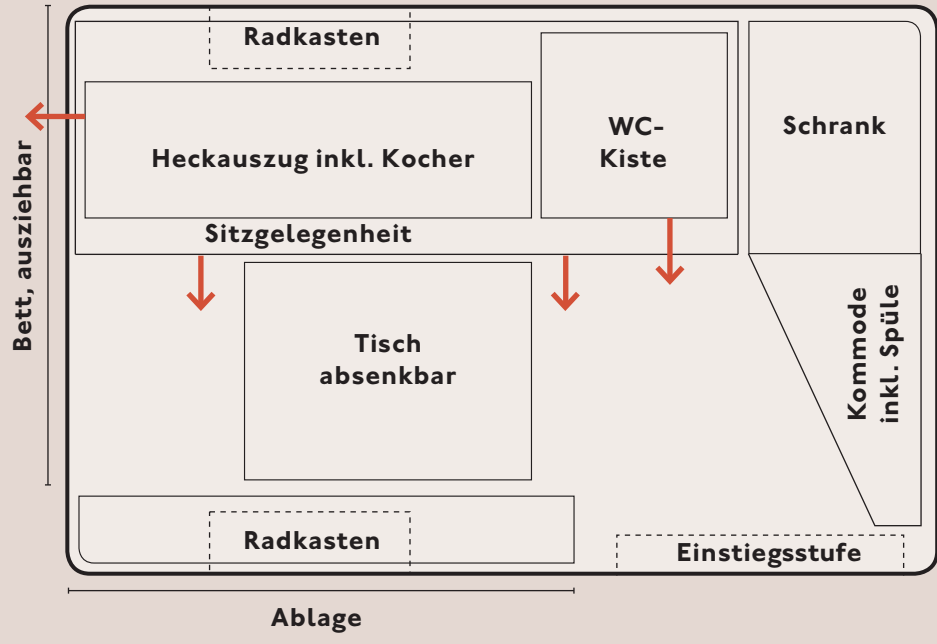 Radkasten
WC-
Kiste
Schrank
Heckauszug inkl. Kocher
Sitzgelegenheit
Bett, ausziehbar
Tisch
absenkbar
Kommode
inkl. Spüle
Radkasten
Einstiegsstufe
Ablage